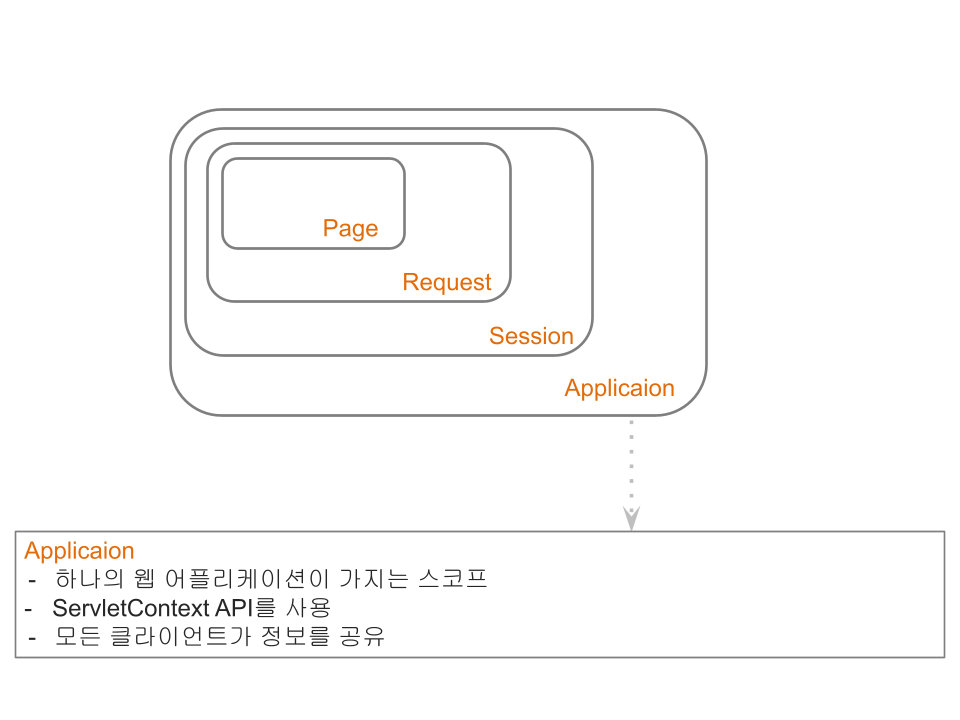 Page
Request
Session
Applicaion
Applicaion
- 하나의 웹 어플리케이션이 가지는 스코프
- ServletContext API를 사용
- 모든 클라이언트가 정보를 공유